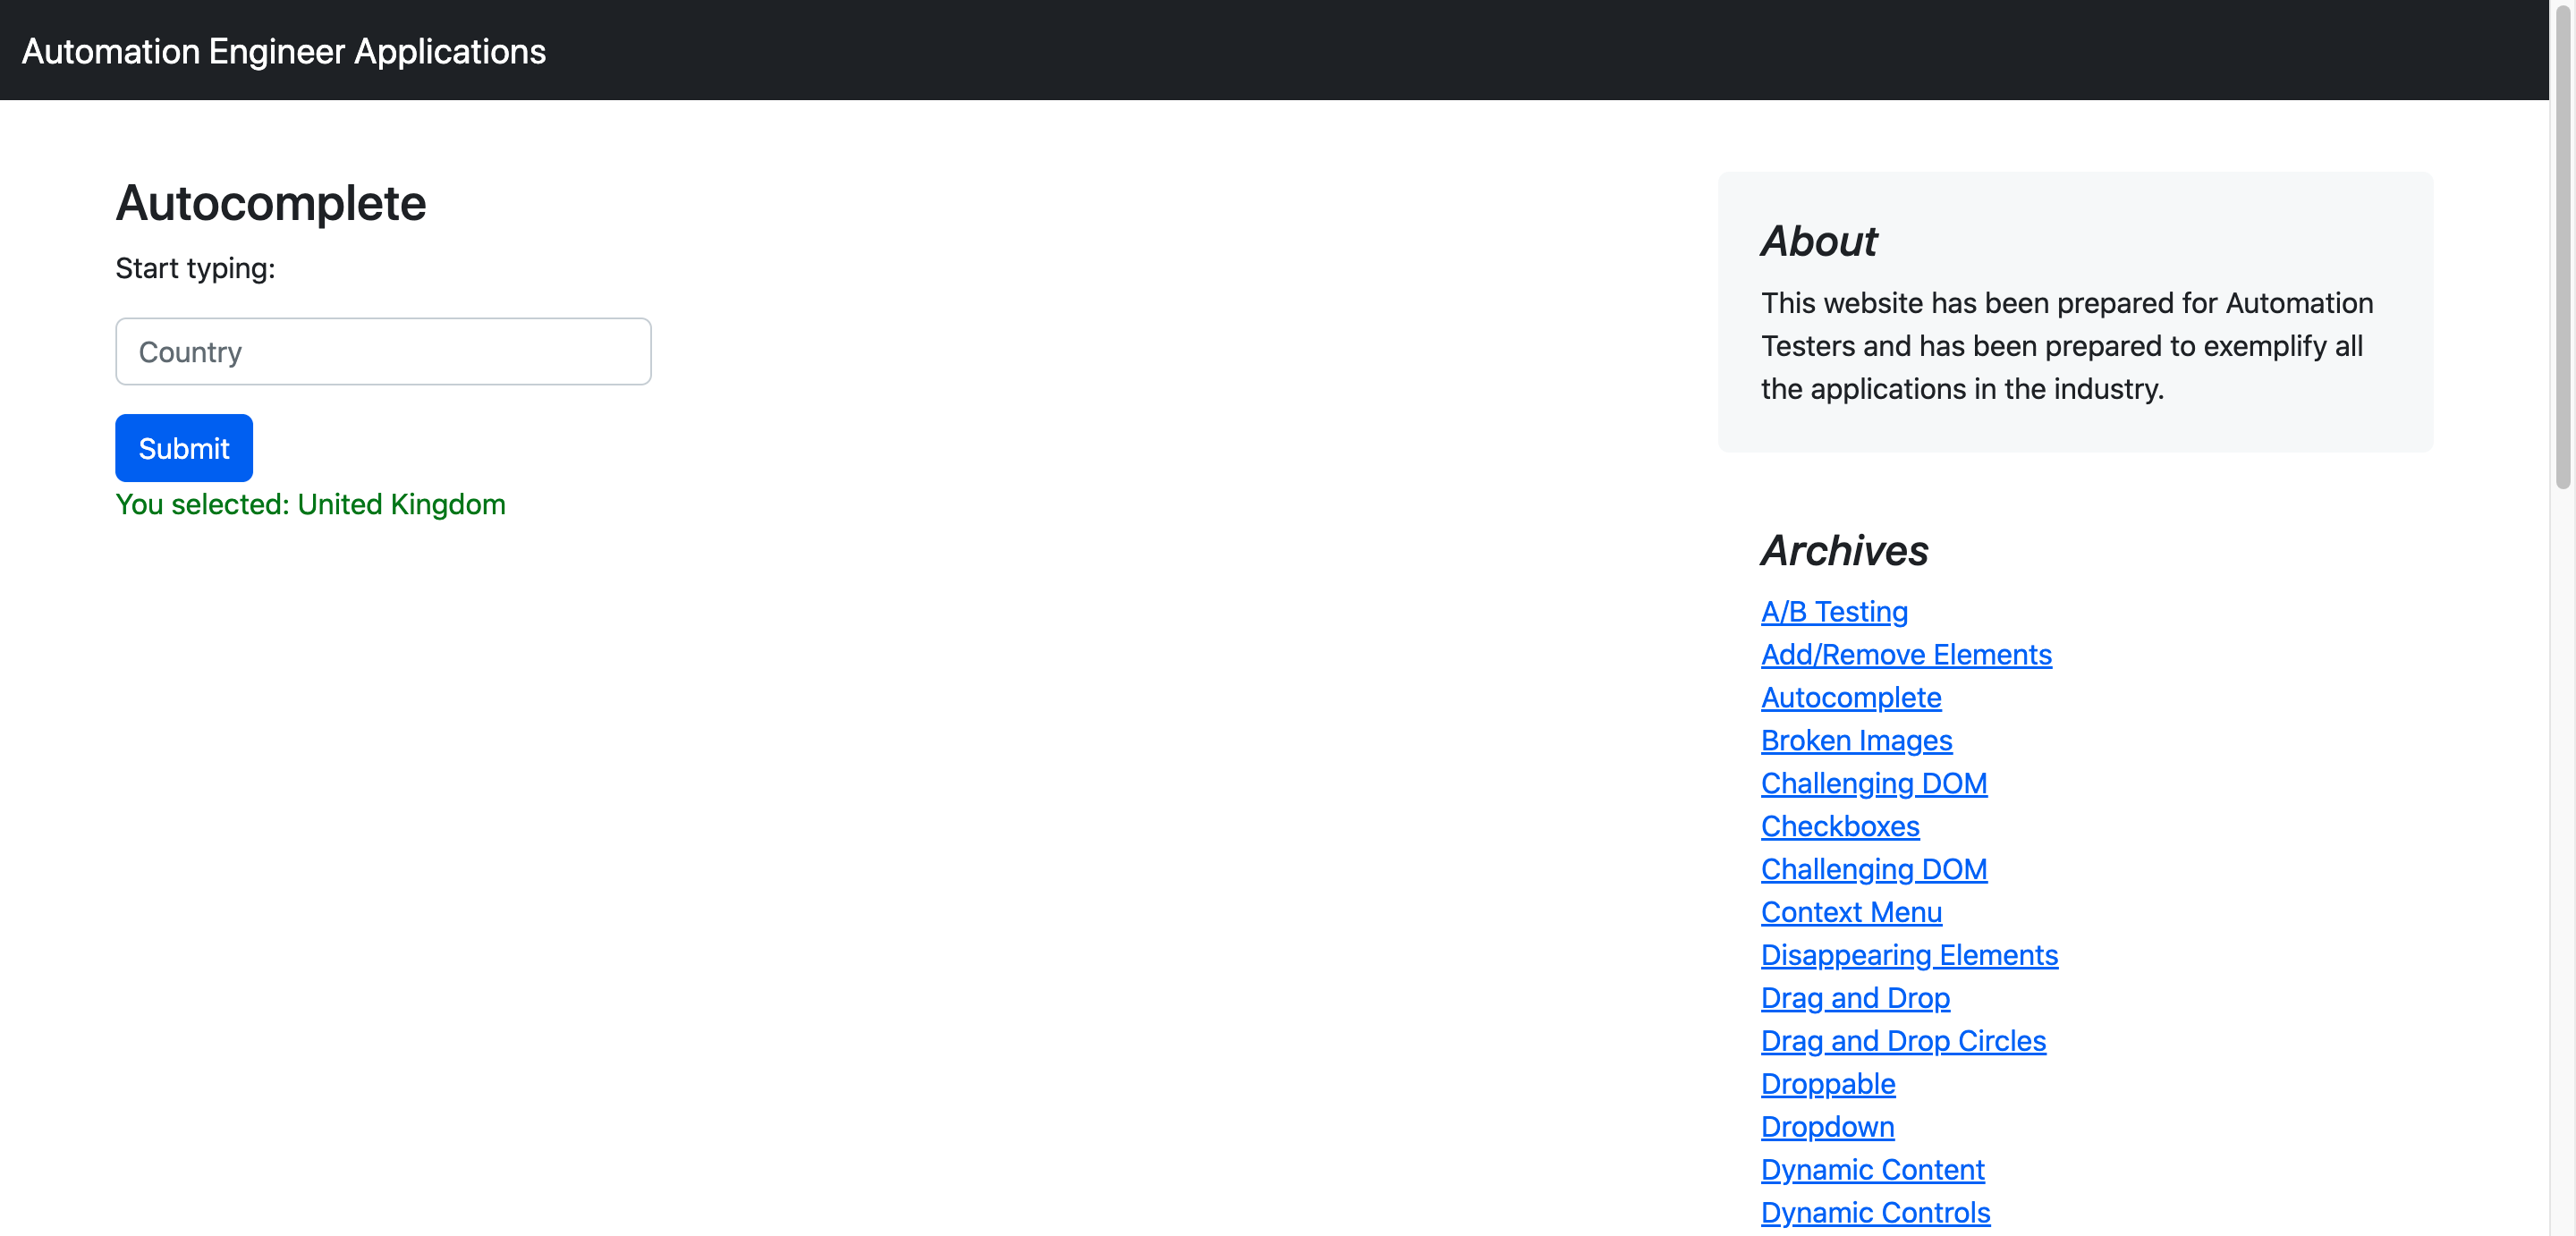 Automation Engineer Applications
Autocomplete
Start typing:
Country
Submit
You selected: United Kingdom
About
This website has been prepared for Automation
Testers and has been prepared to exemplify all
the applications in the industry.
Archives
A/B Testing
Add/Remove Elements
Autocomplete
Broken Images
Challenging DOM
Checkboxes
Challenging DOM
Context Menu
Disappearing Elements
Drag and Drop
Drag and Drop Circles
Droppable
Dropdown
Dynamic Content
Dynamic Controls